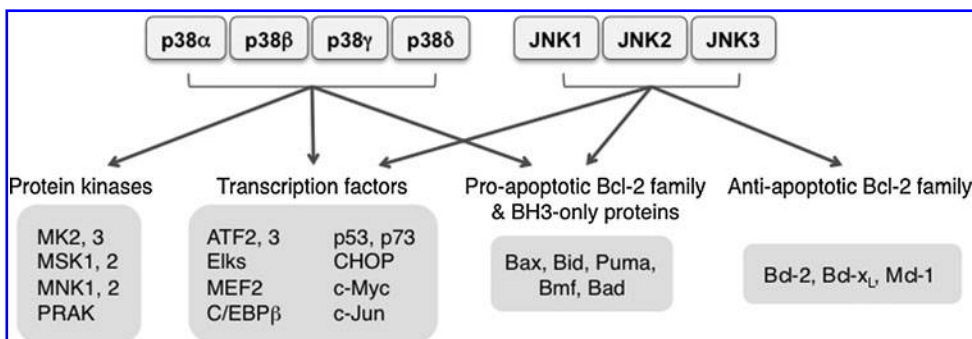 p38α p38β p38γ p38δ JNK1 JNK2 JNK3
Protein kinases
MK2, 3
MSK1, 2
MNK1, 2
PRAK
Transcription factors
ATF2, 3 p53, p73
Elks CHOP
MEF2 c-Myc
C/EBPβ c-Jun
Pro-apoptotic Bcl-2 family
& BH3-only proteins
Bax, Bid, Puma,
Bmf, Bad
Anti-apoptotic Bcl-2 family
Bcl-2, Bcl-xL, Mcl-1